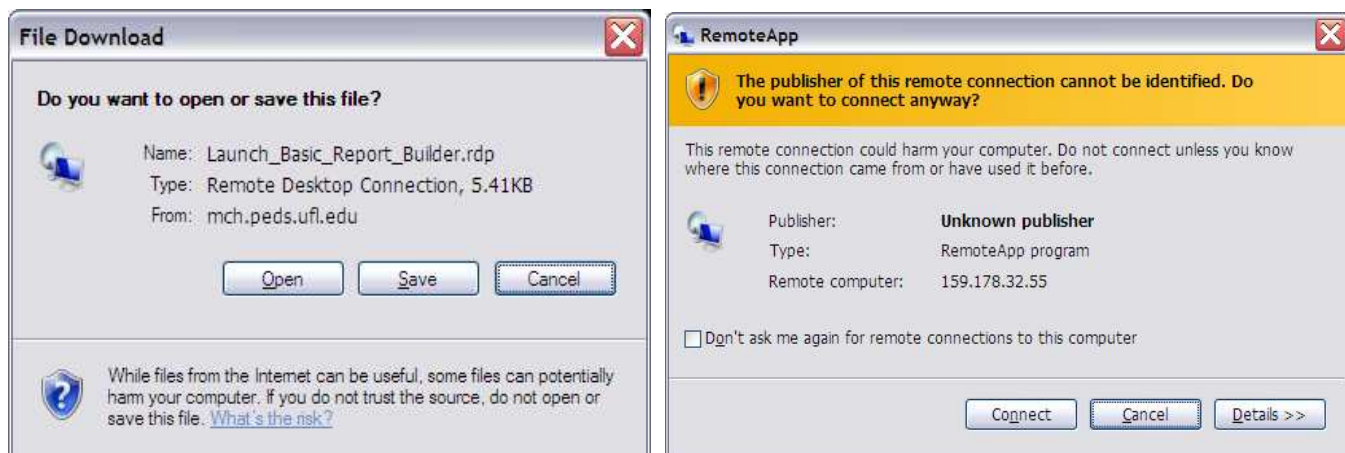 File Download
Do you want to open or save this file?
Name: Launch_Basic_Report_Builder.rdp
Type: Remote Desktop Connection, 5.41KB
From: mch.peds.ufl.edu
Open Save Cancel
While files from the Internet can be useful, some files can potentially
harm your computer. If you do not trust the source, do not open or
save this file. What's the risk?
RemoteApp
The publisher of this remote connection cannot be identified. Do
you want to connect anyway?
This remote connection could harm your computer. Do not connect unless you know
where this connection came from or have used it before.
Publisher: Unknown publisher
Type: RemoteApp program
Remote computer: 159.178.32.55
Don't ask me again for remote connections to this computer
Connect Cancel Details >>